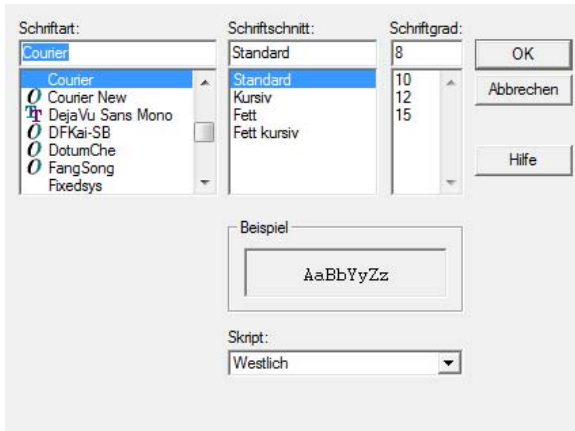 Schriftart:
Courier
Courier
Courier New
DejaVu Sans Mono
DFKai-SB
DotumChe
FangSong
Fixedsys
Schriftschnitt:
Standard
Standard
Kursiv
Fett
Fett kursiv
Schriftgrad:
8
10
12
15
OK
Abbrechen
Hilfe
Beispiel
AaBbYyZz
Skript:
Westlich